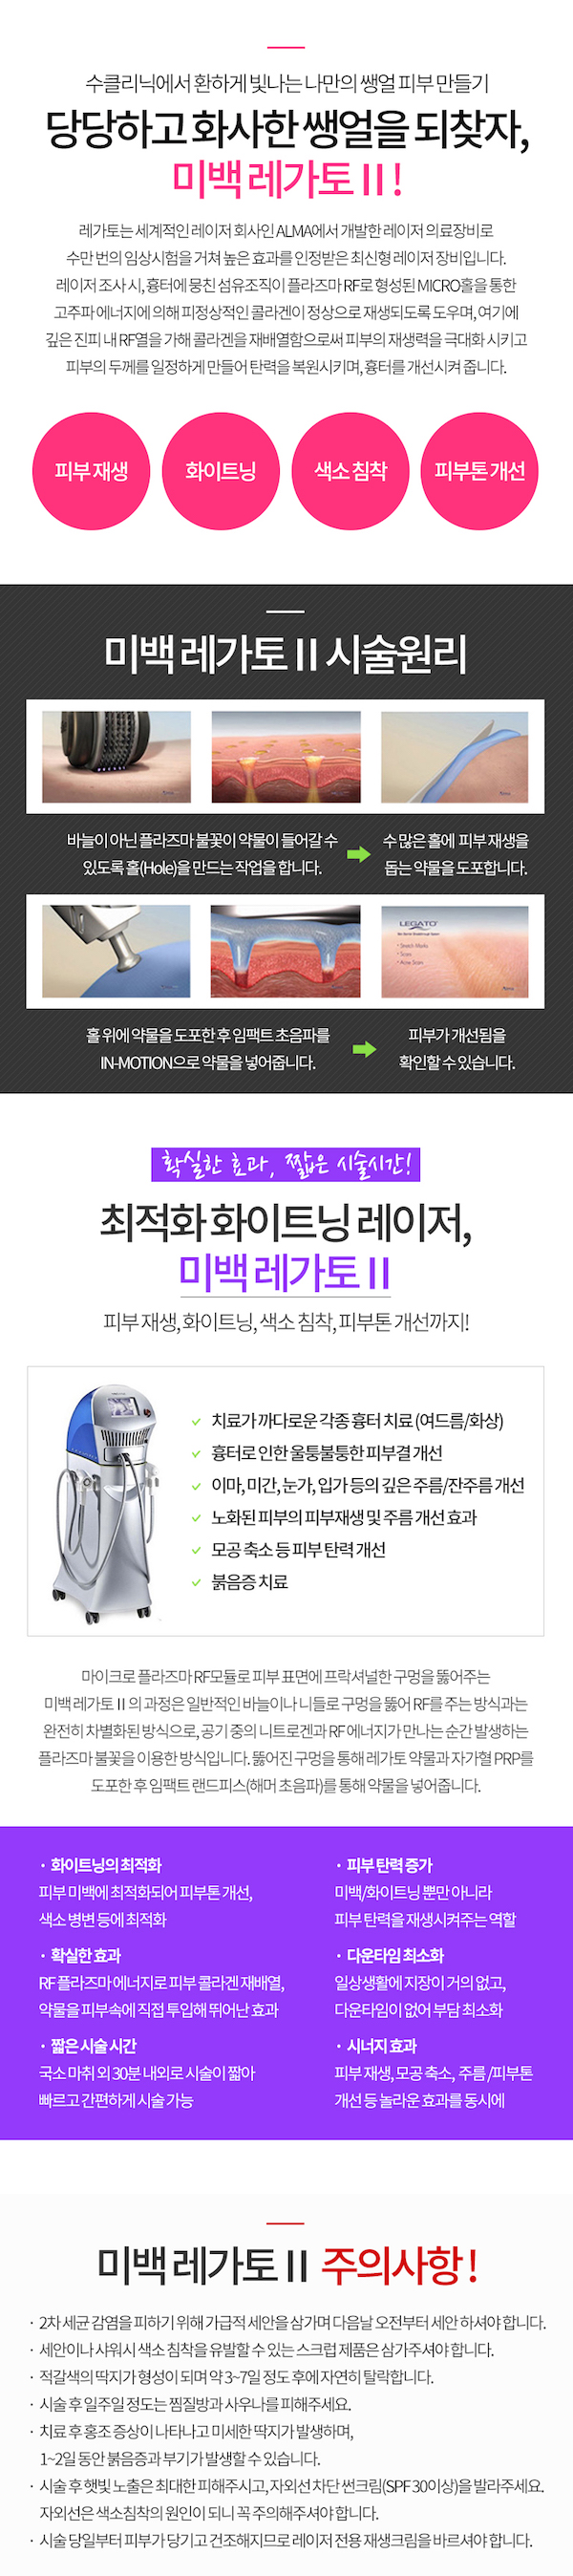 수클리닉에서 환하게 빛나는 나만의 쌩얼 피부 만들기
당당하고 화사한 쌩얼을 되찾자,
미백 레가토 II !
레가토는 세계적인 레이저 회사인 ALMA에서 개발한 레이저 의료장비로
수만 번의 임상시험을 거쳐 높은 효과를 인정받은 최신형 레이저 장비입니다.
레이저 조사 시, 흉터에 뭉친 섬유조직이 플라즈마 RF로 형성된 MICRO홀을 통한
고주파 에너지에 의해 피정상적인 콜라겐이 정상으로 재생되도록 도우며, 여기에
깊은 진피 내 RF열을 가해 콜라겐을 재배열함으로써 피부의 재생력을 극대화 시키고
피부의 두께를 일정하게 만들어 탄력을 복원시키며, 흉터를 개선시켜 줍니다.
피부 재생
화이트닝
색소 침착
피부톤 개선
미백 레가토 II 시술원리
바늘이 아닌 플라즈마 불꽃이 약물이 들어갈 수
있도록 홀(Hole)을 만드는 작업을 합니다.
수많은 홀에 피부 재생을
돕는 약물을 도포합니다.
LEGATO
• Stretch Marks
• Scars
• Acne Scars
홀 위에 약물을 도포한 후 임팩트 초음파를
IN-MOTION으로 약물을 넣어줍니다.
피부가 개선됨을
확인할 수 있습니다.
확실한 효과, 짧은 시술시간!
최적화 화이트닝 레이저,
미백 레가토 II
피부 재생, 화이트닝, 색소 침착, 피부톤 개선까지!
치료가 까다로운 각종 흉터 치료 (여드름/화상)
흉터로 인한 울퉁불퉁한 피부결 개선
이마, 미간, 눈가, 입가 등의 깊은 주름/잔주름 개선
노화된 피부의 피부재생 및 주름 개선 효과
모공 축소 등 피부 탄력 개선
붉음증 치료
마이크로 플라즈마 RF모듈로 피부 표면에 프락셔널한 구멍을 뚫어주는
미백 레가토 II 의 과정은 일반적인 바늘이나 니들로 구멍을 뚫어 RF를 주는 방식과는
완전히 차별화된 방식으로, 공기 중의 니트로겐과 RF 에너지가 만나는 순간 발생하는
플라즈마 불꽃을 이용한 방식입니다. 뚫어진 구멍을 통해 레가토 약물과 자가혈 PRP를
도포한 후 임팩트 랜드피스(해머 초음파)를 통해 약물을 넣어줍니다.
· 화이트닝의 최적화
피부 미백에 최적화되어 피부톤 개선,
색소 병변 등에 최적화
· 피부 탄력 증가
미백/화이트닝 뿐만 아니라
피부 탄력을 재생시켜주는 역할
· 확실한 효과
RF 플라즈마 에너지로 피부 콜라겐 재배열,
약물을 피부속에 직접 투입해 뛰어난 효과
· 다운타임 최소화
일상생활에 지장이 거의 없고,
다운타임이 없어 부담 최소화
· 짧은 시술 시간
국소 마취 외 30분 내외로 시술이 짧아
빠르고 간편하게 시술 가능
· 시너지 효과
피부 재생, 모공 축소, 주름 /피부톤
개선 등 놀라운 효과를 동시에
미백 레가토 II 주의사항 !
· 2차 세균 감염을 피하기 위해 가급적 세안을 삼가며 다음날 오전부터 세안 하셔야 합니다.
· 세안이나 샤워시 색소 침착을 유발할 수 있는 스크럽 제품은 삼가주셔야 합니다.
· 적갈색의 딱지가 형성이 되며 약 3~7일 정도 후에 자연히 탈락합니다.
· 시술 후 일주일 정도는 찜질방과 사우나를 피해주세요.
· 치료 후 홍조 증상이 나타나고 미세한 딱지가 발생하며,
1~2일 동안 붉음증과 부기가 발생할 수 있습니다.
· 시술 후 햇빛 노출은 최대한 피해주시고, 자외선 차단 썬크림(SPF 30이상)을 발라주세요.
자외선은 색소침착의 원인이 되니 꼭 주의해주셔야 합니다.
· 시술 당일부터 피부가 당기고 건조해지므로 레이저 전용 재생크림을 바르셔야 합니다.